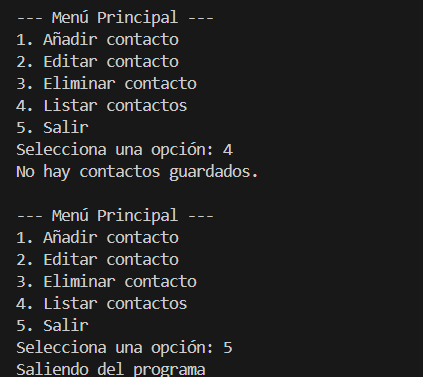 --- Menú Principal ---
1. Añadir contacto
2. Editar contacto
3. Eliminar contacto
4. Listar contactos
5. Salir
Selecciona una opción: 4
No hay contactos guardados.
--- Menú Principal ---
1. Añadir contacto
2. Editar contacto
3. Eliminar contacto
4. Listar contactos
5. Salir
Selecciona una opción: 5
Saliendo del programa